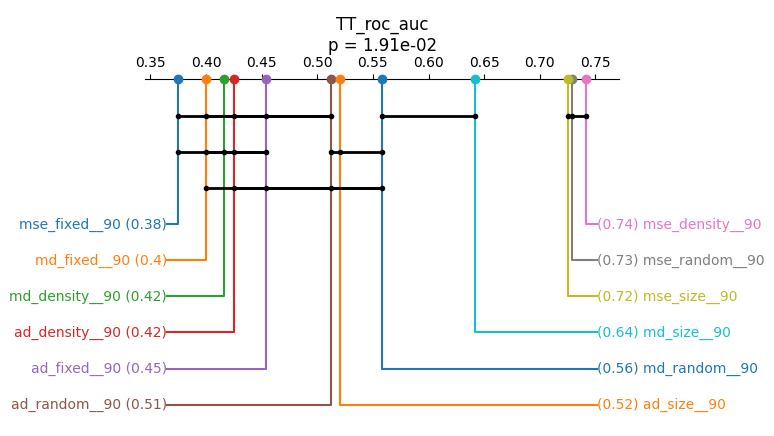 TT_roc_auc
p = 1.91e-02
0.35 0.40 0.45 0.50 0.55 0.60 0.65 0.70 0.75
mse_fixed__90 (0.38) (0.74) mse_density__90
md_fixed__90 (0.4) (0.73) mse_random__90
md_density__90 (0.42) (0.72) mse_size__90
ad_density__90 (0.42) (0.64) md_size__90
ad_fixed__90 (0.45) (0.56) md_random__90
ad_random__90 (0.51) (0.52) ad_size__90